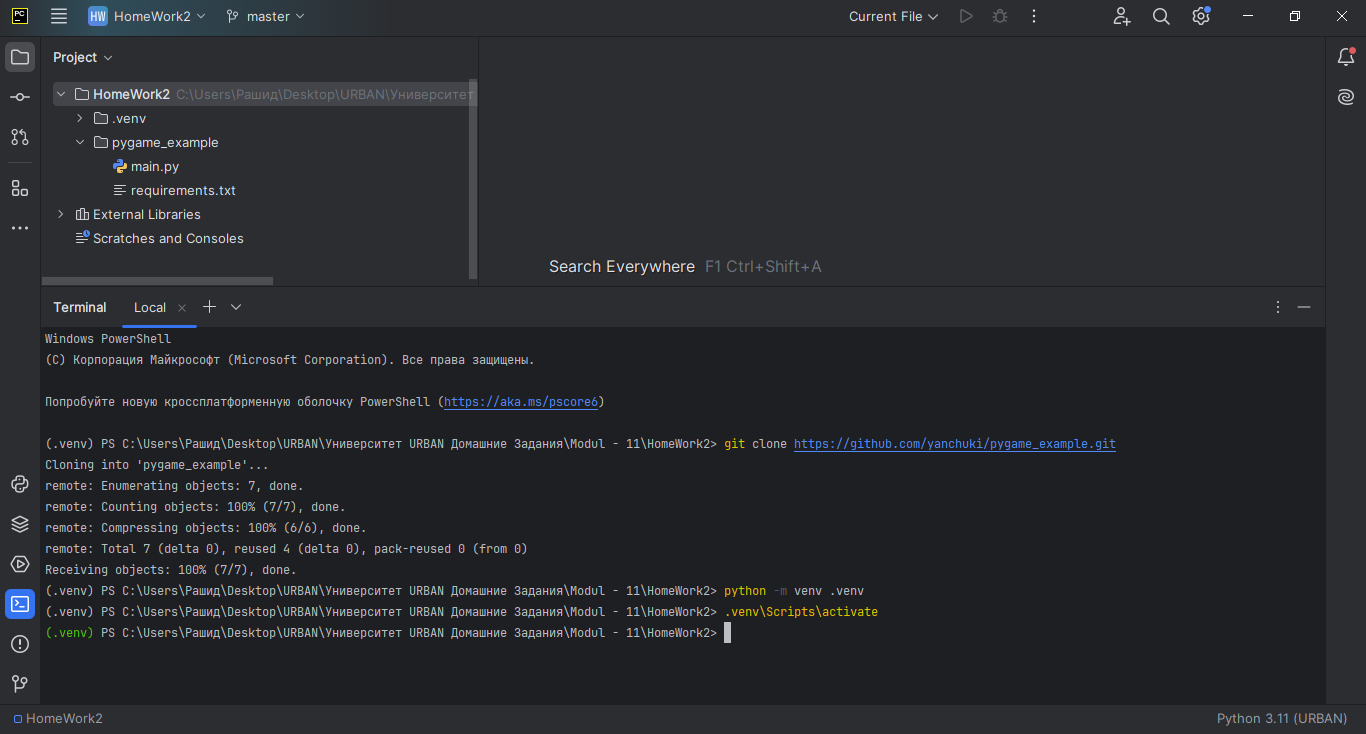 PC HW HomeWork2 master Current File
Project
HomeWork2 C:\Users\Рашид\Desktop\URBAN\Университет
.venv
pygame_example
main.py
requirements.txt
External Libraries
Scratches and Consoles
Search Everywhere F1 Ctrl+Shift+A
Terminal Local
Windows PowerShell
(C) Корпорация Майкрософт (Microsoft Corporation). Все права защищены.
Попробуйте новую кроссплатформенную оболочку PowerShell (https://aka.ms/pscore6)
(.venv) PS C:\Users\Рашид\Desktop\URBAN\Университет URBAN Домашние Задания\Modul - 11\HomeWork2> git clone https://github.com/yanchuki/pygame_example.git
Cloning into 'pygame_example'...
remote: Enumerating objects: 7, done.
remote: Counting objects: 100% (7/7), done.
remote: Compressing objects: 100% (6/6), done.
remote: Total 7 (delta 0), reused 4 (delta 0), pack-reused 0 (from 0)
Receiving objects: 100% (7/7), done.
(.venv) PS C:\Users\Рашид\Desktop\URBAN\Университет URBAN Домашние Задания\Modul - 11\HomeWork2> python -m venv .venv
(.venv) PS C:\Users\Рашид\Desktop\URBAN\Университет URBAN Домашние Задания\Modul - 11\HomeWork2> .venv\Scripts\activate
(.venv) PS C:\Users\Рашид\Desktop\URBAN\Университет URBAN Домашние Задания\Modul - 11\HomeWork2>
HomeWork2 Python 3.11 (URBAN)